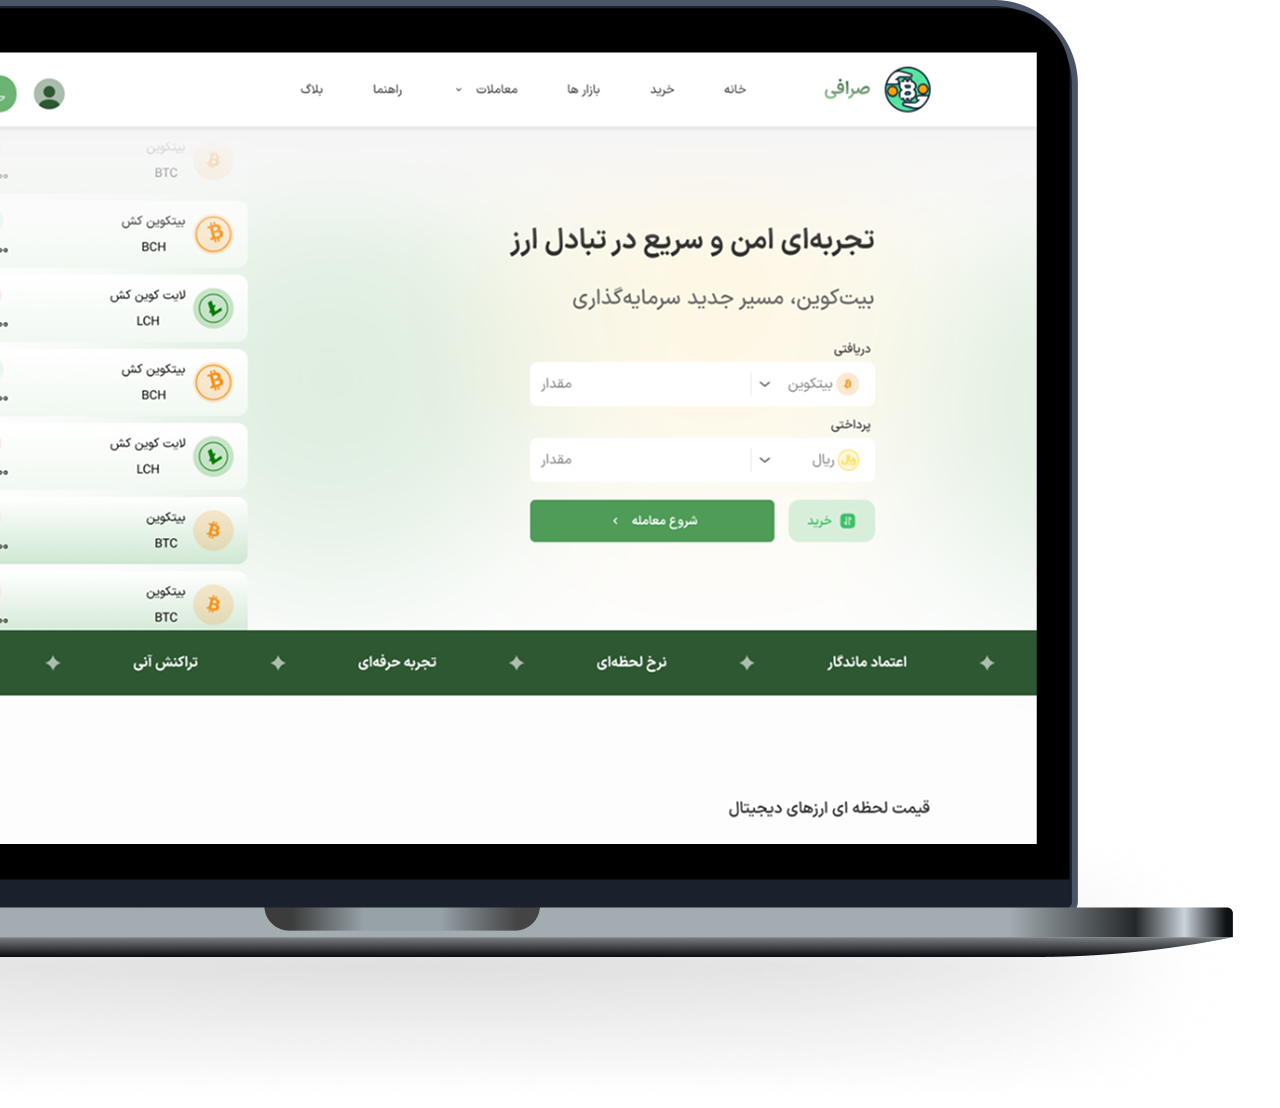 صرافی
خانه
خرید
بازار ها
معاملات
راهنما
بلاگ
تجربه‌ای امن و سریع در تبادل ارز
بیت‌کوین، مسیر جدید سرمایه‌گذاری
دریافتی
بیتکوین
مقدار
پرداختی
ریال
مقدار
خرید
شروع معامله
بیتکوین
BTC
بیتکوین کش
BCH
لایت کوین کش
LCH
بیتکوین کش
BCH
لایت کوین کش
LCH
بیتکوین
BTC
بیتکوین
BTC
اعتماد ماندگار
نرخ لحظه‌ای
تجربه حرفه‌ای
تراکنش آنی
قیمت لحظه ای ارزهای دیجیتال